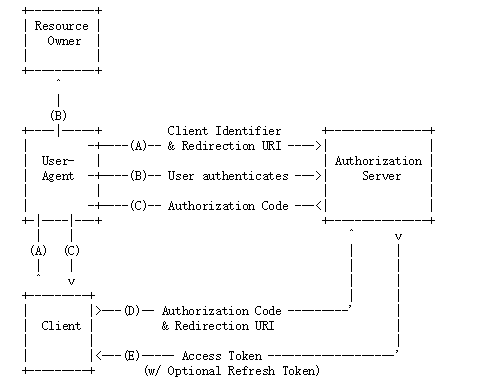 Resource
Owner
(B)
Client Identifier
(A) & Redirection URI
User-
Agent
(B) User authenticates
Authorization
Server
(C) Authorization Code
(A) (C)
Client
(D) Authorization Code
& Redirection URI
(E) Access Token
(w/ Optional Refresh Token)